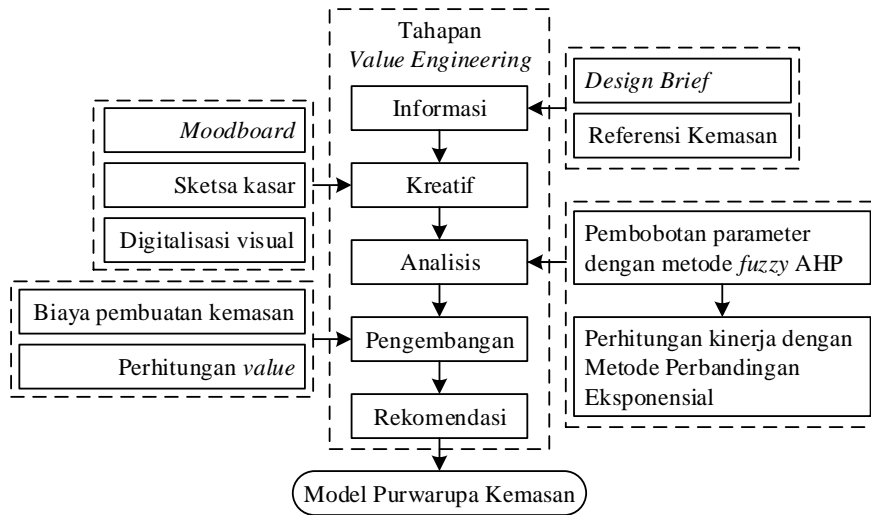 Tahapan
Value Engineering
Informasi
Design Brief
Referensi Kemasan
Moodboard
Sketsa kasar
Digitalisasi visual
Kreatif
Analisis
Pembobotan parameter
dengan metode fuzzy AHP
Perhitungan kinerja dengan
Metode Perbandingan
Eksponensial
Biaya pembuatan kemasan
Perhitungan value
Pengembangan
Rekomendasi
Model Purwarupa Kemasan